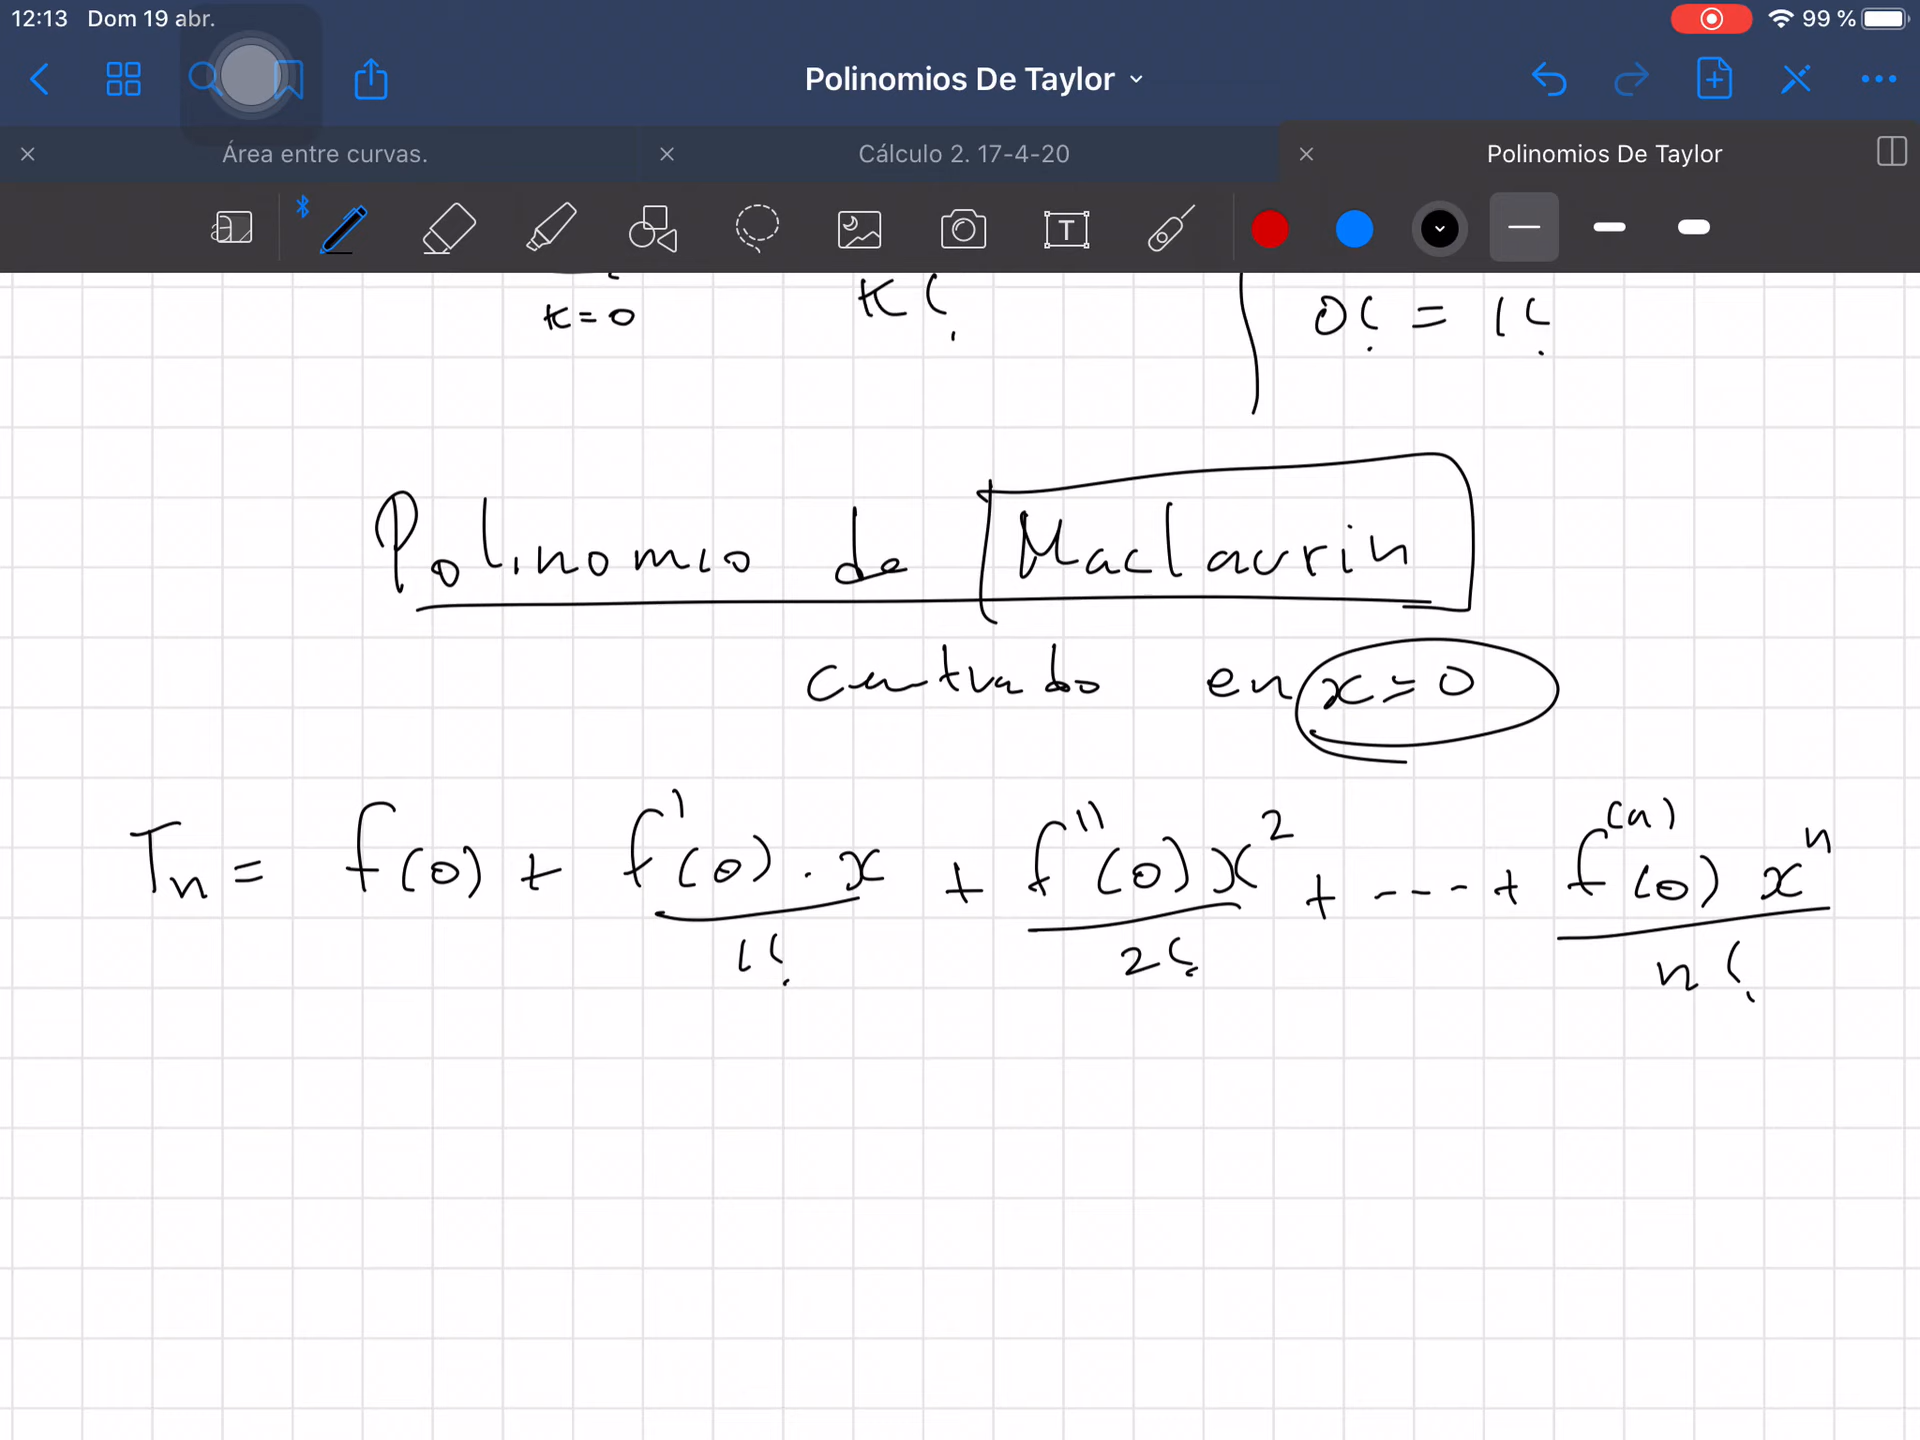 12:13 Dom 19 abr. 99 %
Polinomios De Taylor
Área entre curvas. Cálculo 2. 17-4-20 Polinomios De Taylor
T
k=0 k! 0! = 1!
Polinomio de Maclaurin
centrado en x=0
Tn = f(0) + f'(0).x/1! + f''(0)x²/2! + ---- + f⁽ⁿ⁾(0) xⁿ/n!